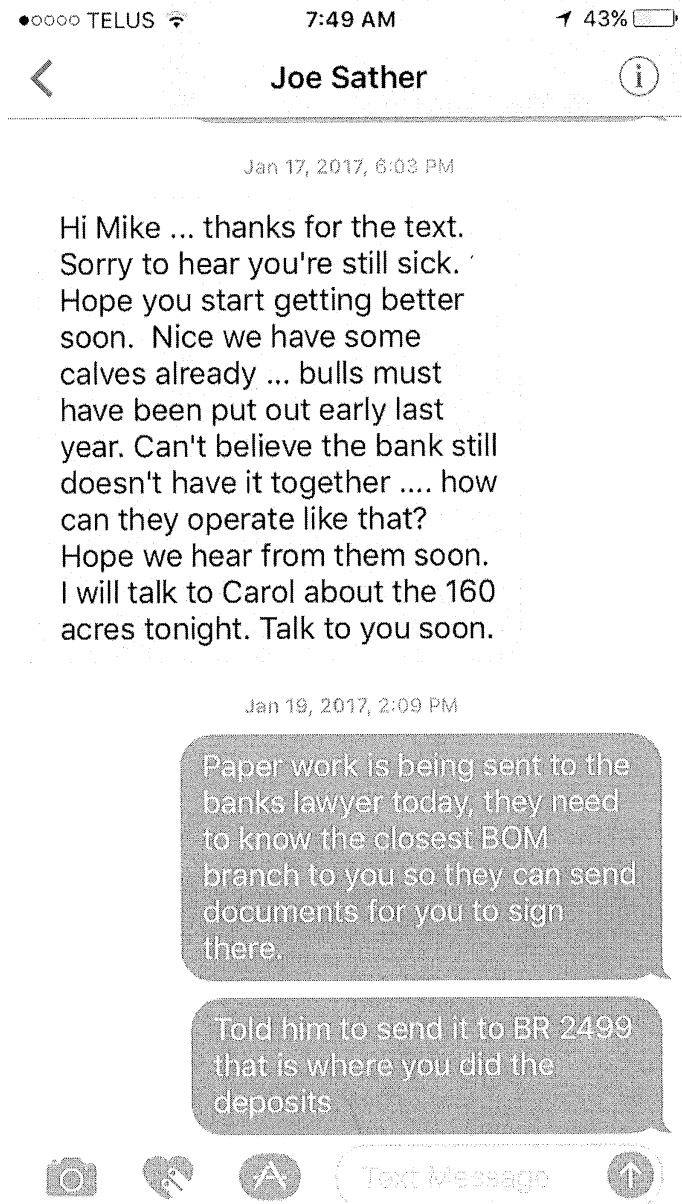 TELUS 7:49 AM 43%
Joe Sather
Jan 17, 2017, 6:03 PM
Hi Mike ... thanks for the text.
Sorry to hear you're still sick.
Hope you start getting better
soon.  Nice we have some
calves already ... bulls must
have been put out early last
year. Can't believe the bank still
doesn't have it together .... how
can they operate like that?
Hope we hear from them soon.
I will talk to Carol about the 160
acres tonight. Talk to you soon.
Jan 19, 2017, 2:09 PM
Paper work is being sent to the
banks lawyer today, they need
to know the closest BOM
branch to you so they can send
documents for you to sign
there.
Told him to send it to BR 2499
that is where you did the
deposits
Text Message